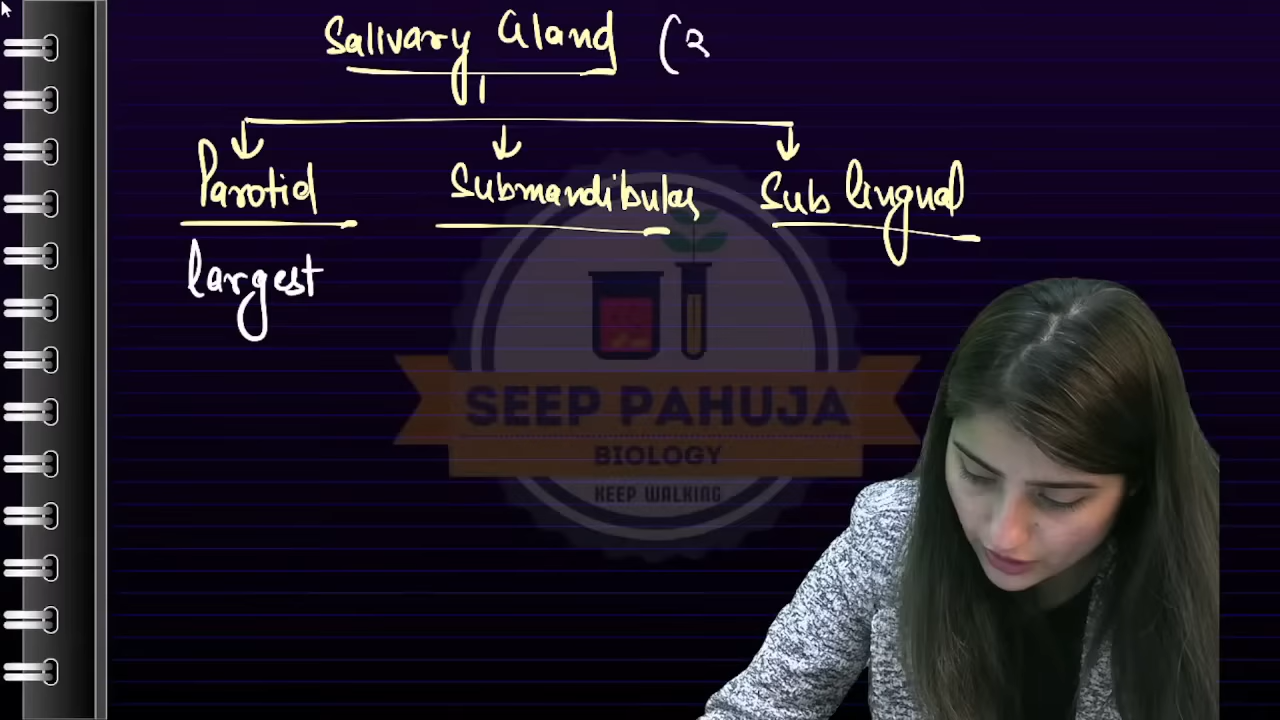 Salivary Gland (3
Parotid Submandibular Sub lingual
largest
SEEP PAHUJA
BIOLOGY
KEEP WALKING